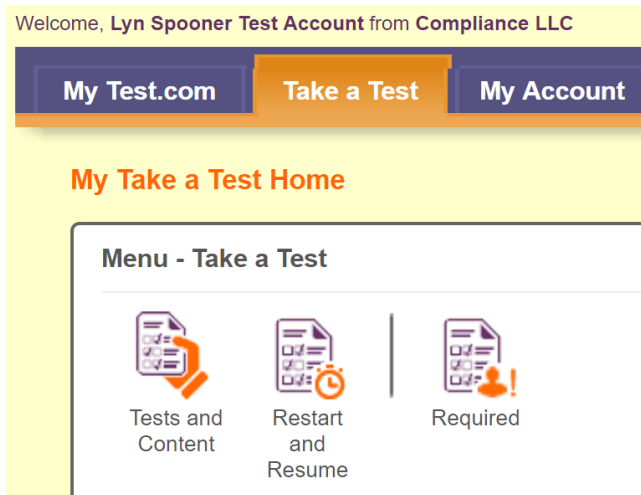 Welcome, Lyn Spooner Test Account from Compliance LLC
My Test.com Take a Test My Account
My Take a Test Home
Menu - Take a Test
Tests and
Content
Restart
and
Resume
Required